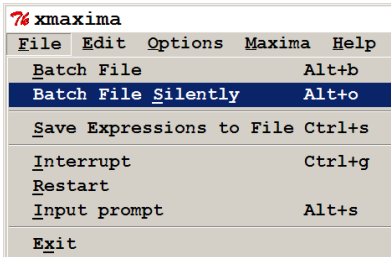 xmaxima
File Edit Options Maxima Help
Batch File Alt+b
Batch File Silently Alt+o
Save Expressions to File Ctrl+s
Interrupt Ctrl+g
Restart
Input prompt Alt+s
Exit